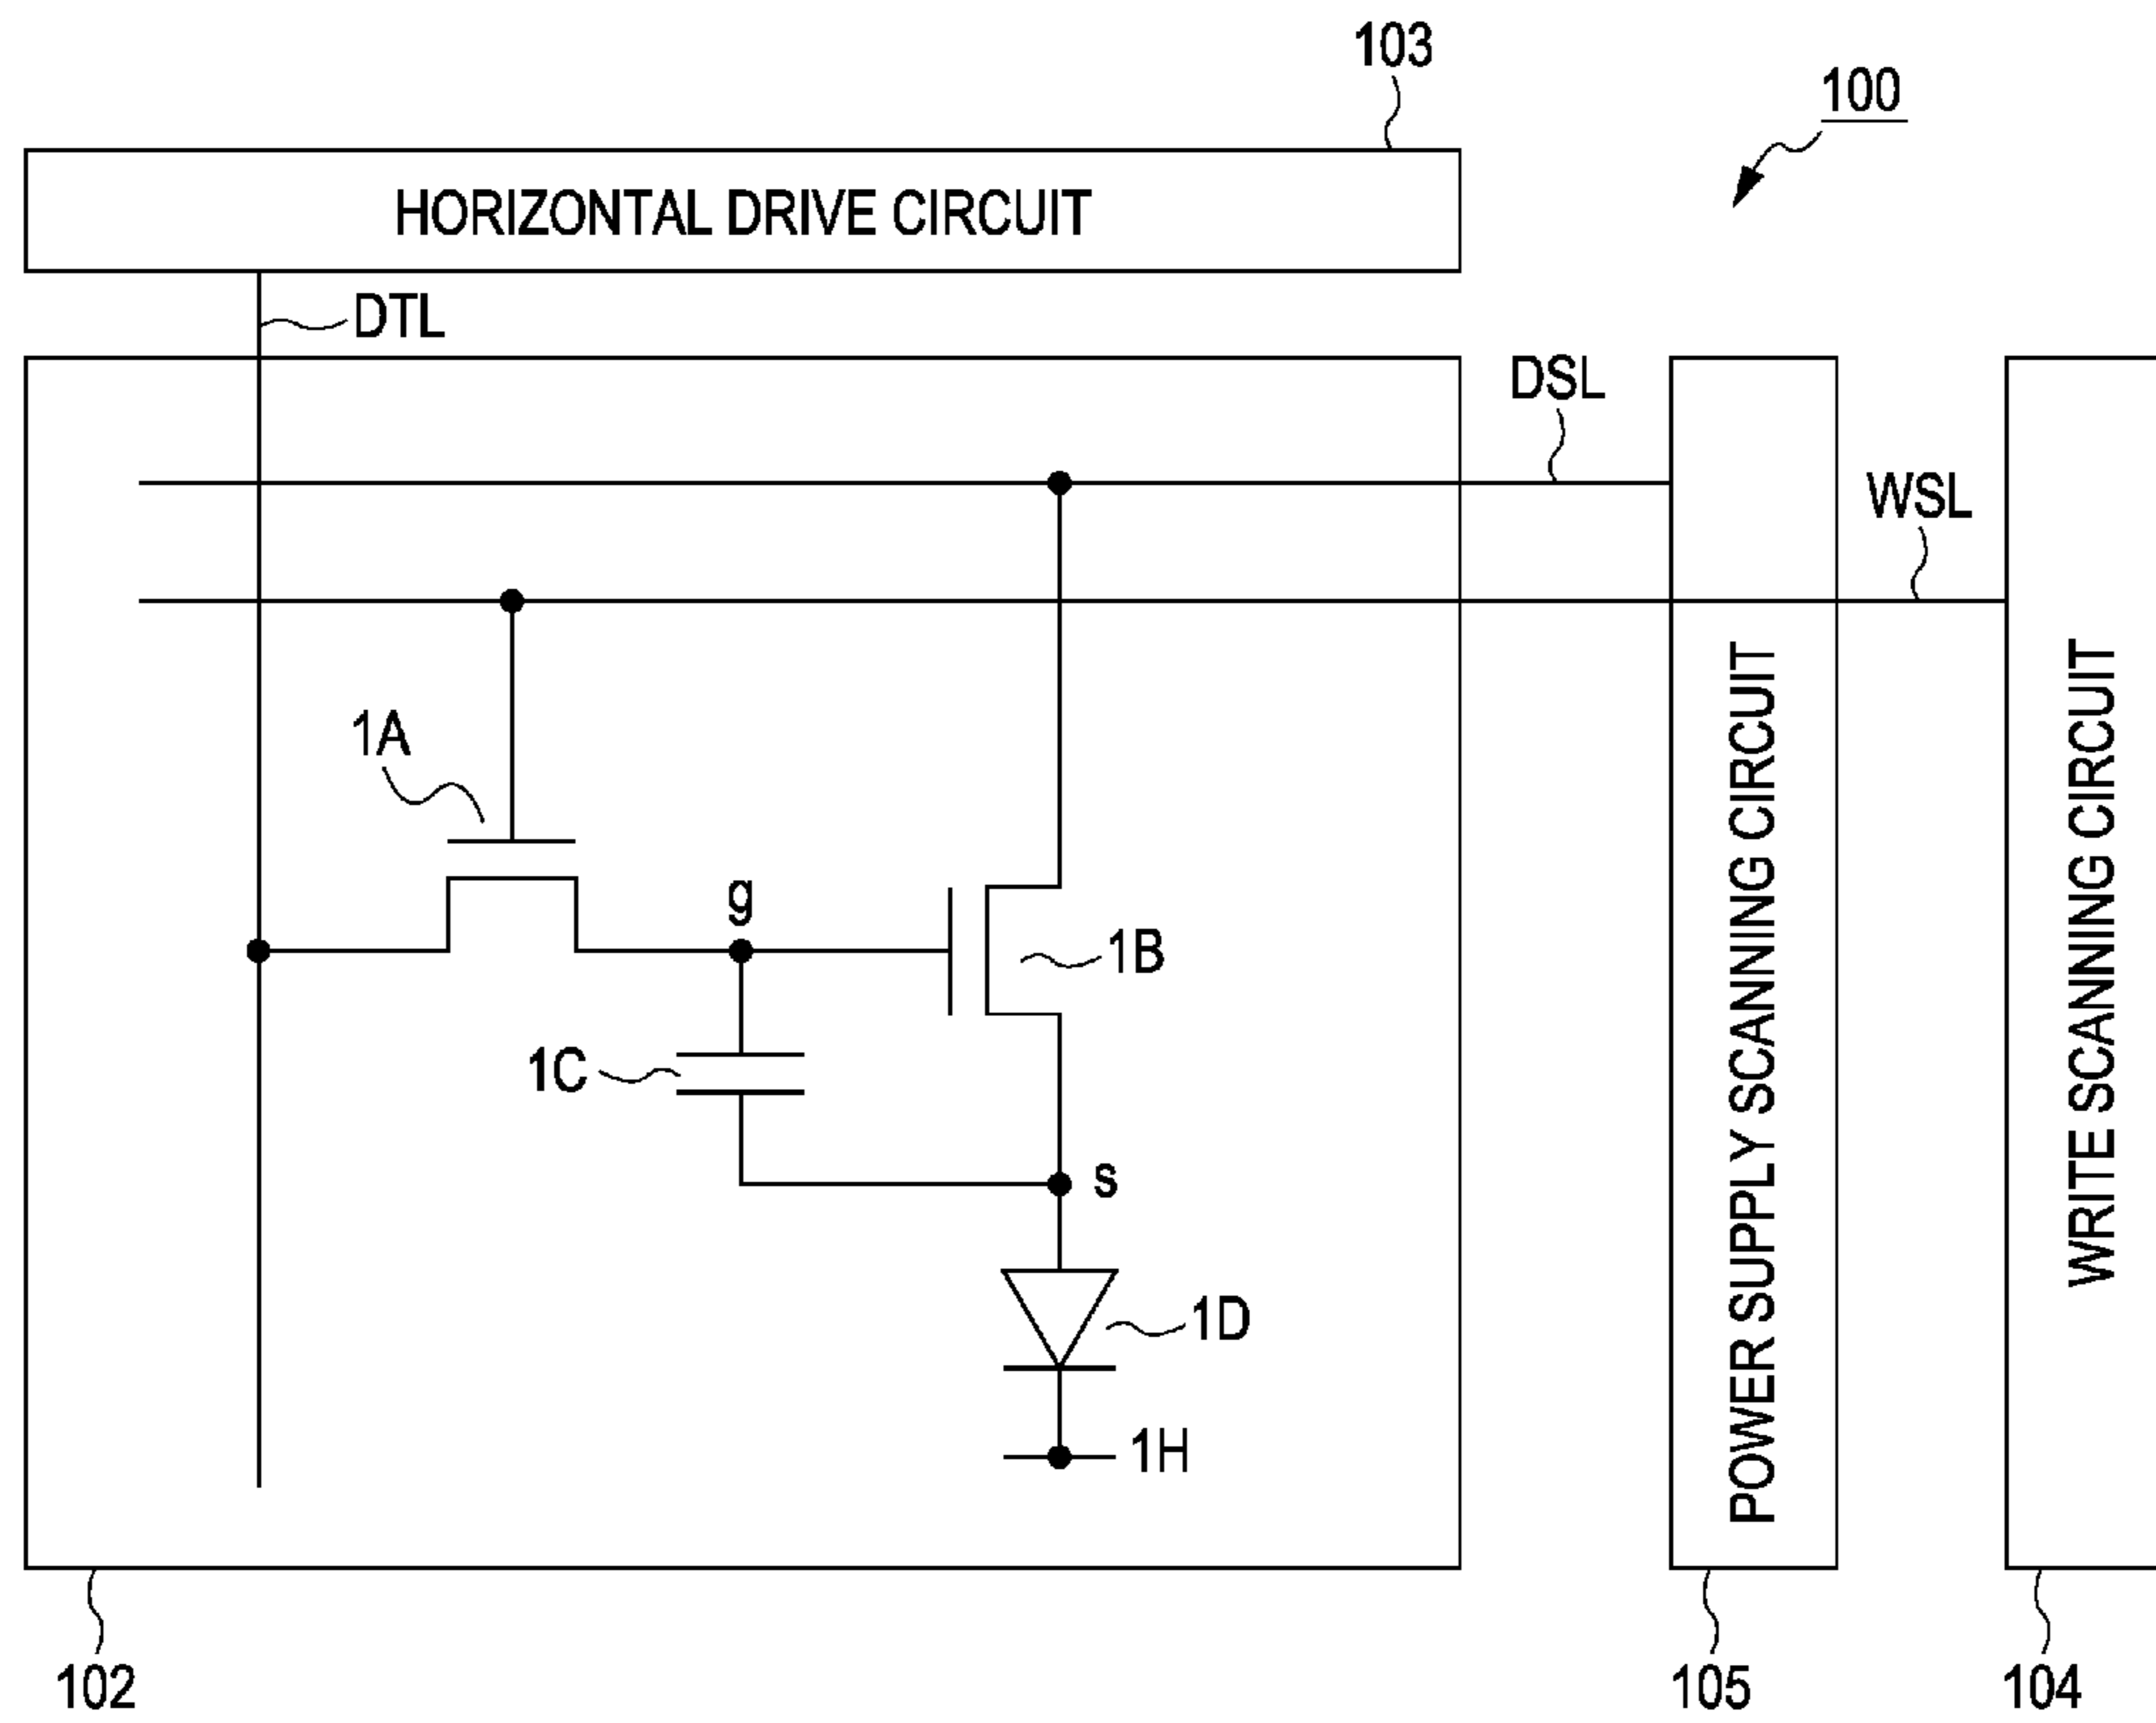 103
100
HORIZONTAL DRIVE CIRCUIT
DTL
DSL
WSL
1A
g
1B
1C
s
1D
1H
POWER SUPPLY SCANNING CIRCUIT
WRITE SCANNING CIRCUIT
102
105
104